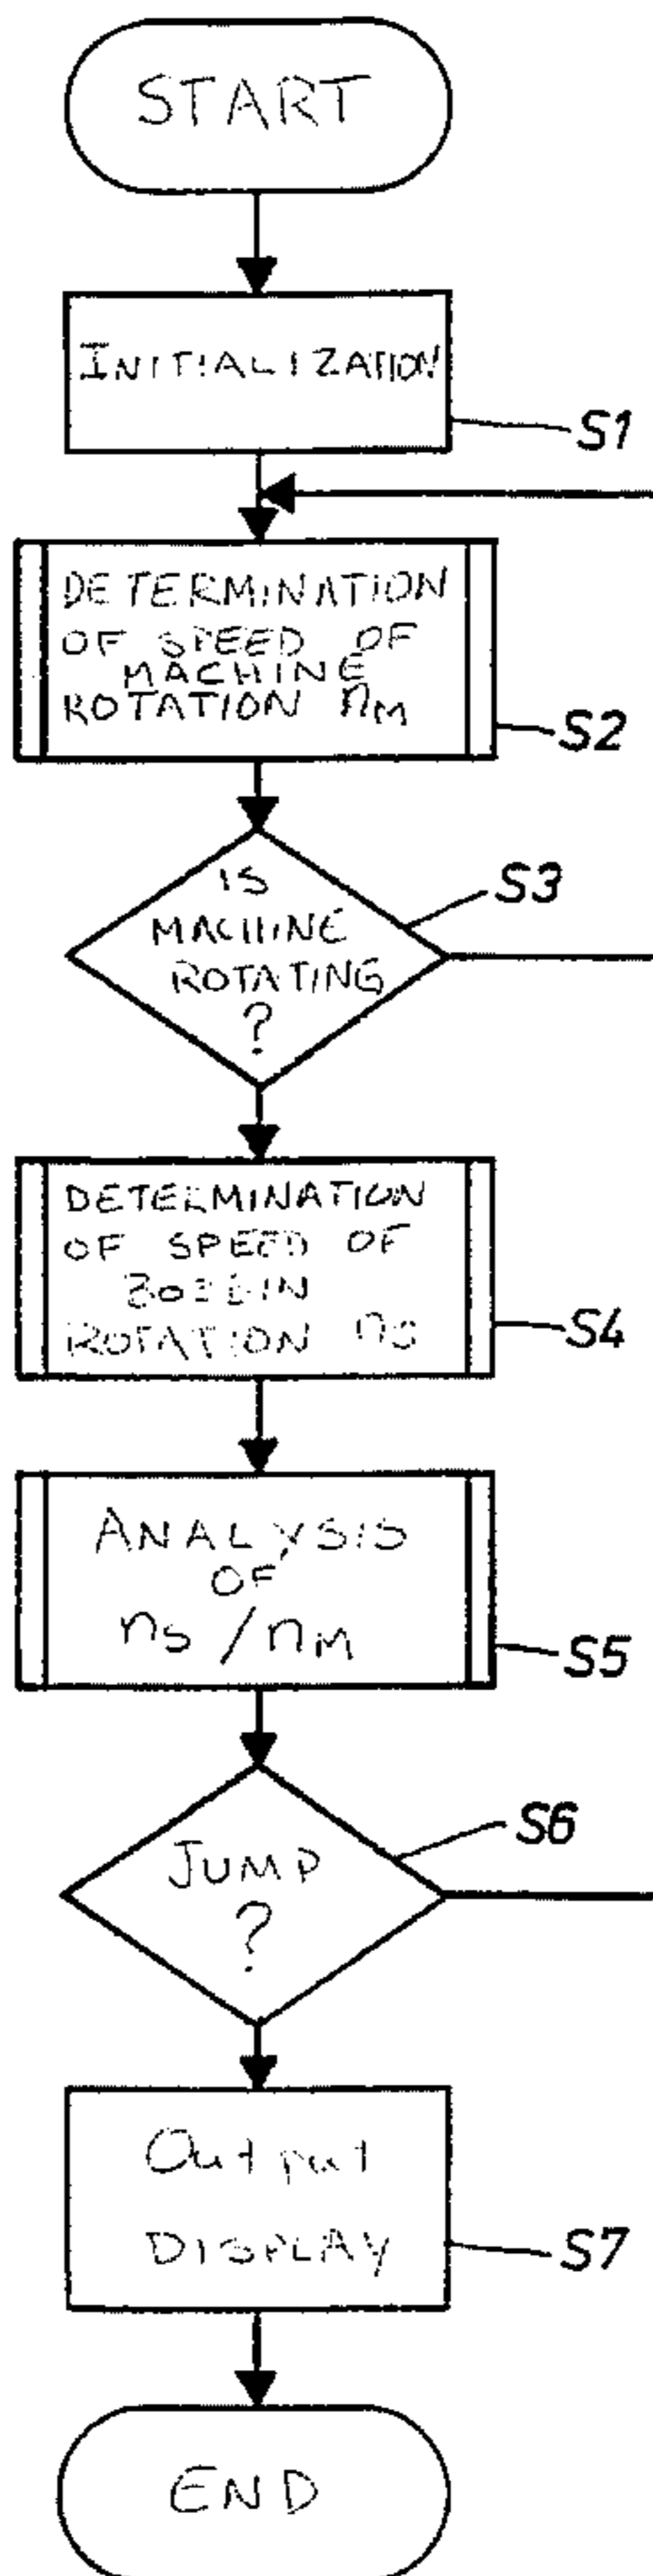 START
INITIALIZATION
S1
DETERMINATION
OF SPEED OF
MACHINE
ROTATION nM
S2
IS
MACHINE
ROTATING
?
S3
DETERMINATION
OF SPEED OF
BOBBIN
ROTATION nS
S4
ANALYSIS
OF
nS / nM
S5
JUMP
?
S6
Output
DISPLAY
S7
END